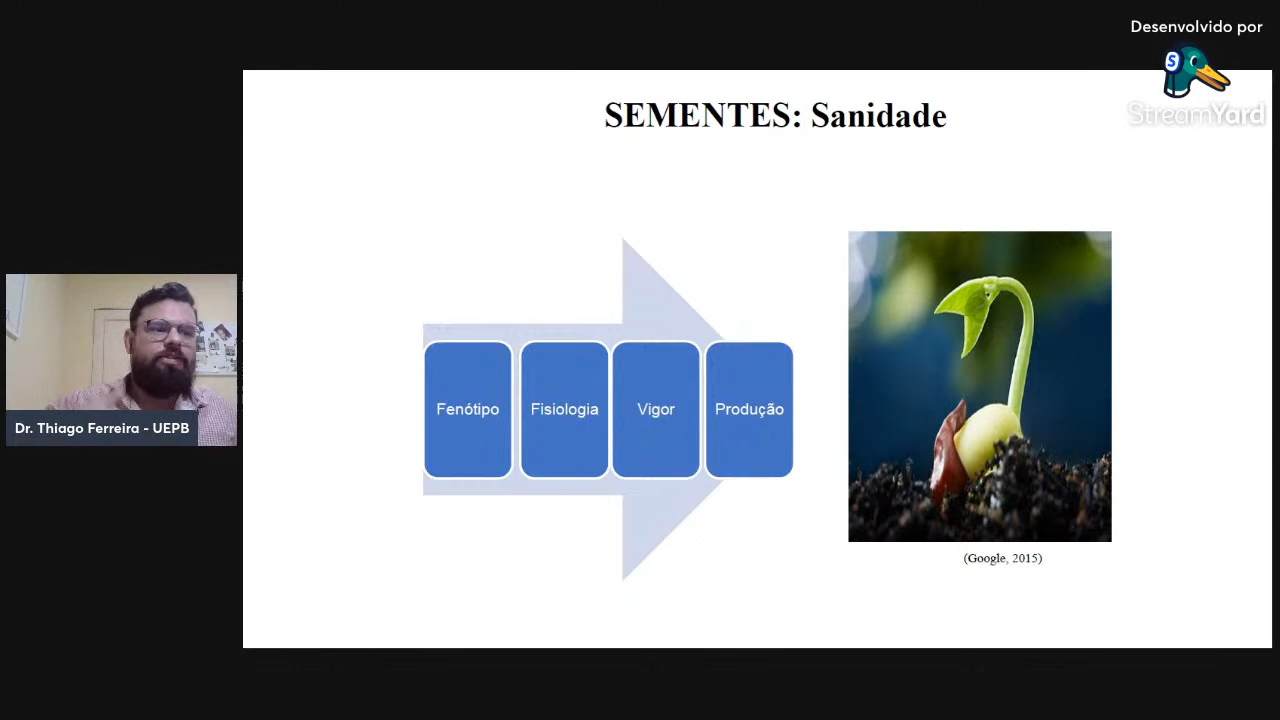 Desenvolvido por
S
StreamYard
SEMENTES: Sanidade
Fenótipo
Fisiologia
Vigor
Produção
Dr. Thiago Ferreira - UEPB
(Google, 2015)